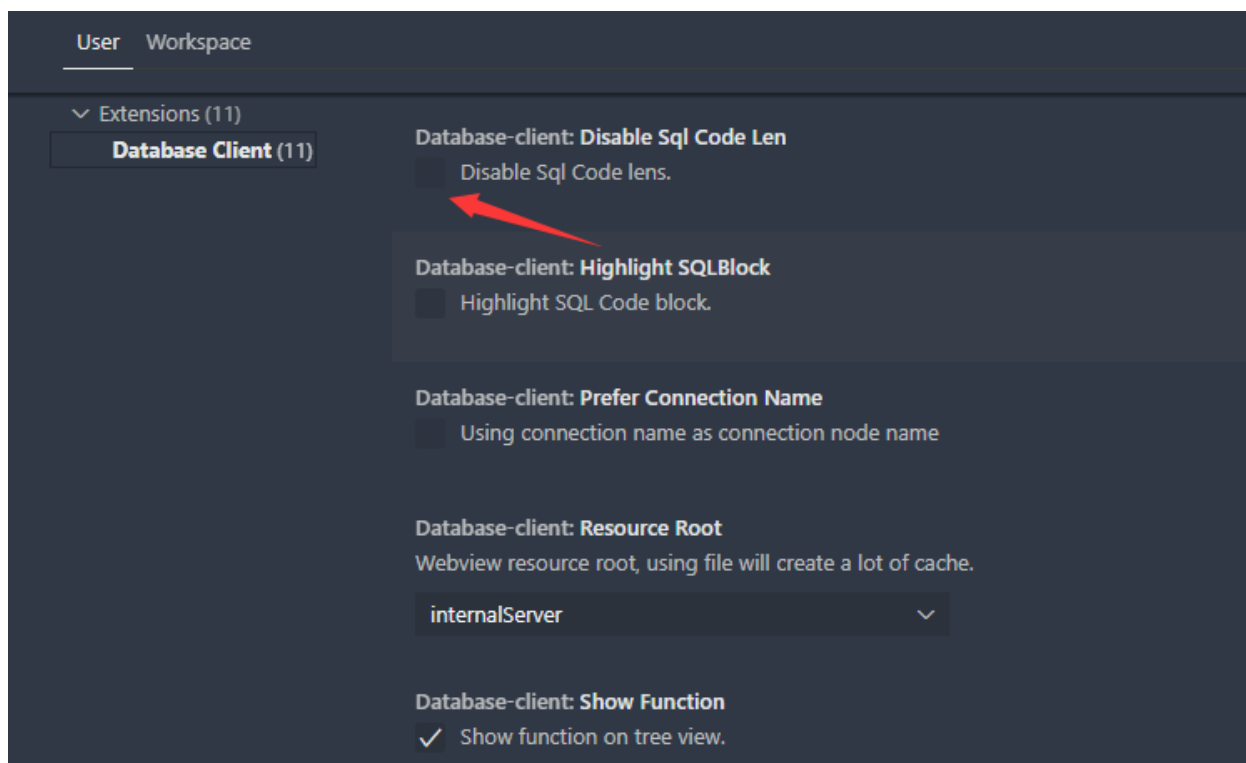 User Workspace
Extensions (11)
Database Client (11)
Database-client: Disable Sql Code Len
Disable Sql Code lens.
Database-client: Highlight SQLBlock
Highlight SQL Code block.
Database-client: Prefer Connection Name
Using connection name as connection node name
Database-client: Resource Root
Webview resource root, using file will create a lot of cache.
internalServer
Database-client: Show Function
Show function on tree view.